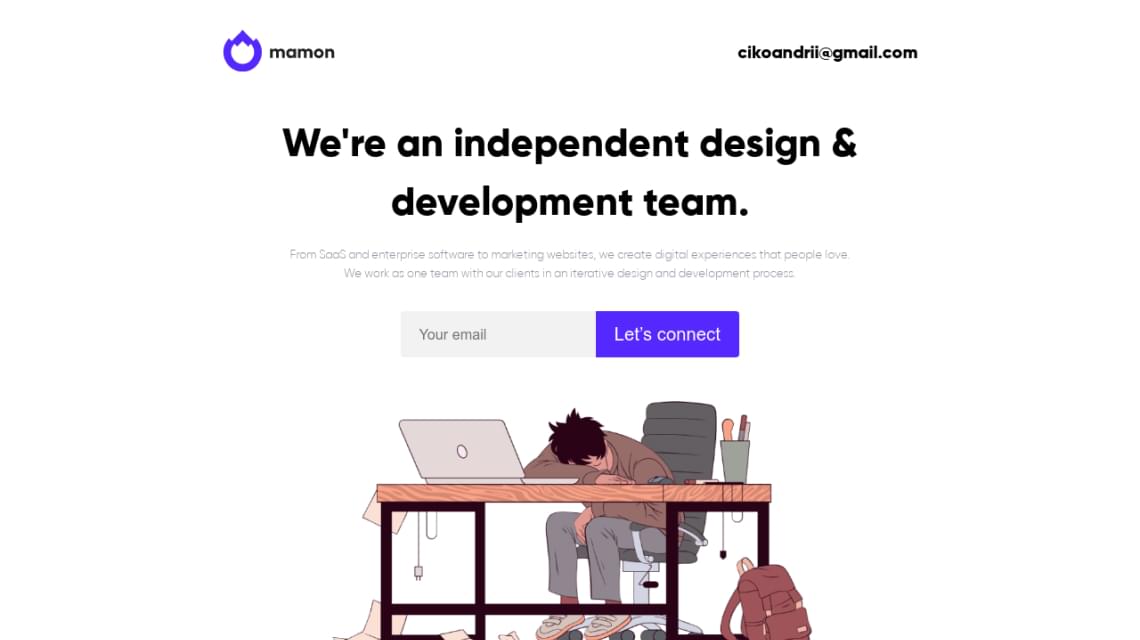 mamon
cikoandrii@gmail.com
We're an independent design &
development team.
From SaaS and enterprise software to marketing websites, we create digital experiences that people love.
We work as one team with our clients in an iterative design and development process.
Your email
Let’s connect